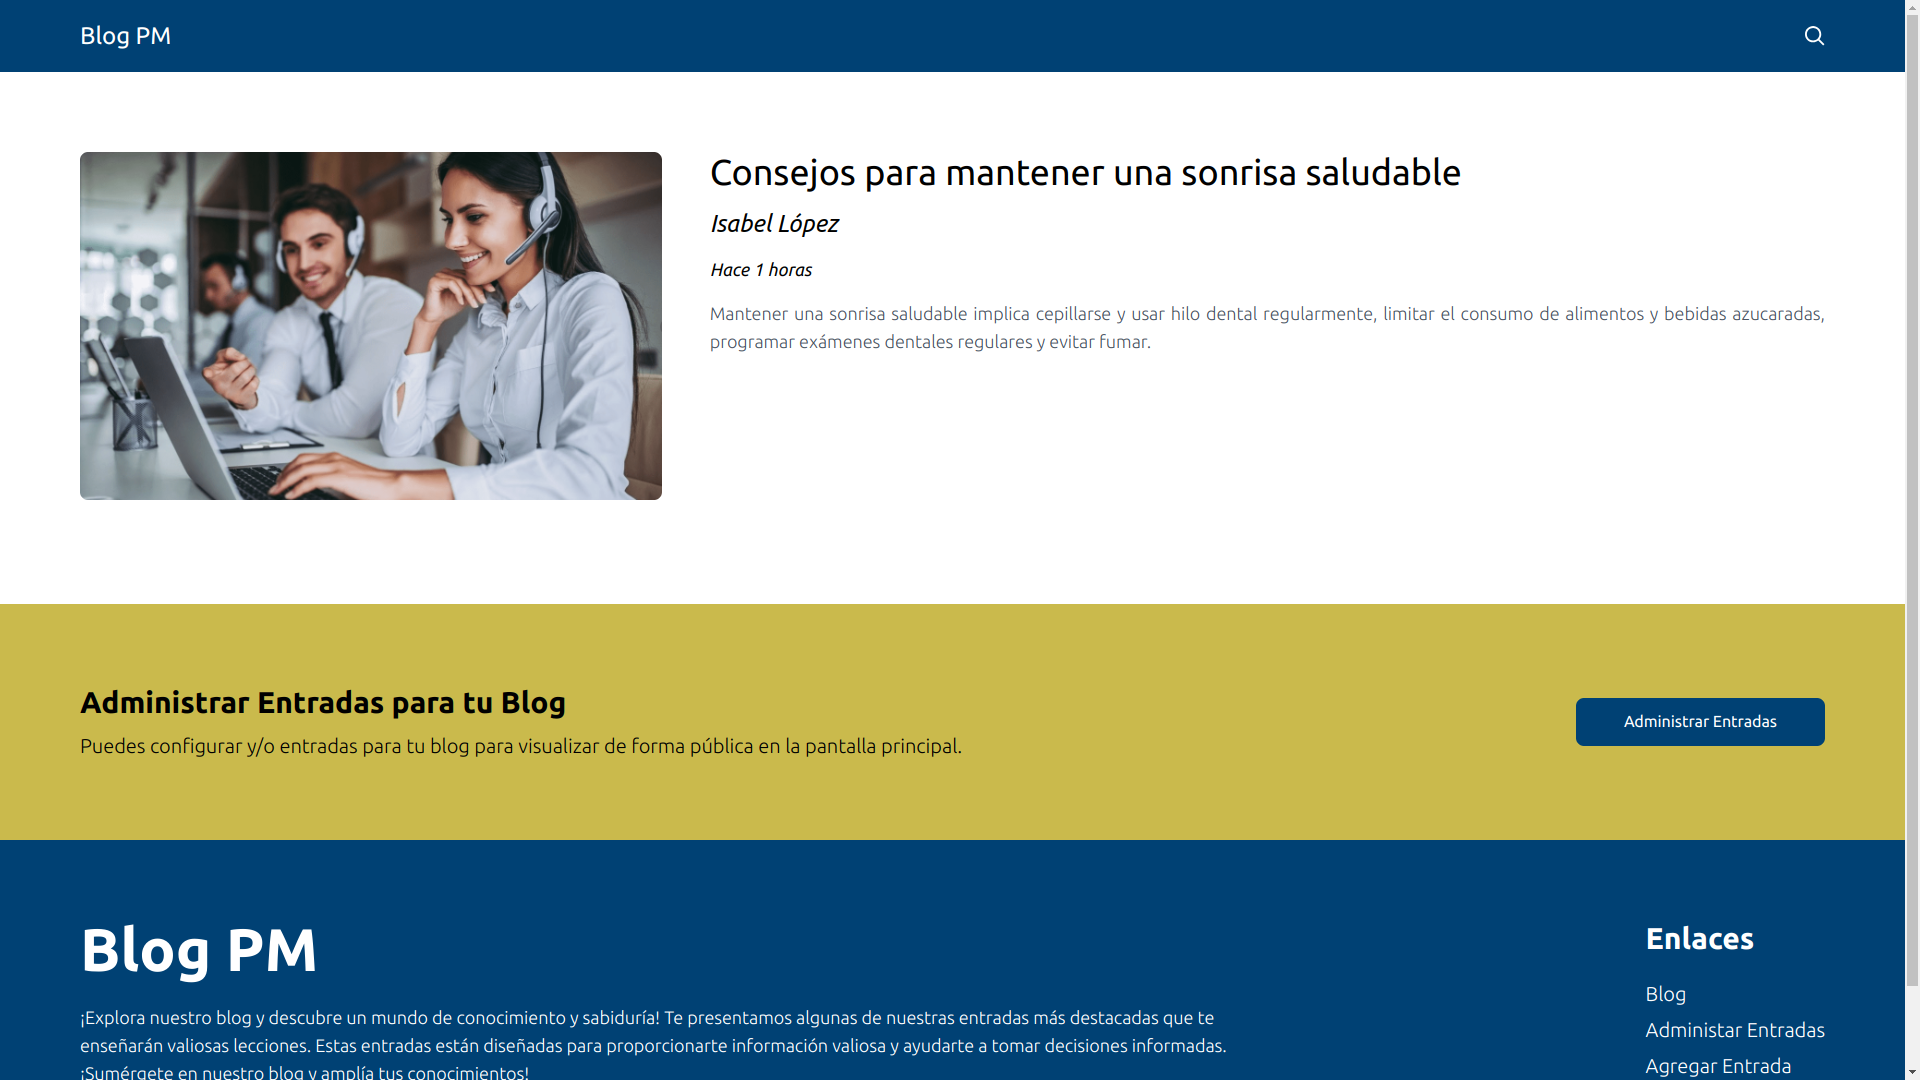 Blog PM
Consejos para mantener una sonrisa saludable
Isabel López
Hace 1 horas
Mantener una sonrisa saludable implica cepillarse y usar hilo dental regularmente, limitar el consumo de alimentos y bebidas azucaradas,
programar exámenes dentales regulares y evitar fumar.
Administrar Entradas para tu Blog
Puedes configurar y/o entradas para tu blog para visualizar de forma pública en la pantalla principal.
Administrar Entradas
Blog PM
¡Explora nuestro blog y descubre un mundo de conocimiento y sabiduría! Te presentamos algunas de nuestras entradas más destacadas que te
enseñarán valiosas lecciones. Estas entradas están diseñadas para proporcionarte información valiosa y ayudarte a tomar decisiones informadas.
¡Sumérgete en nuestro blog y amplía tus conocimientos!
Enlaces
Blog
Administar Entradas
Agregar Entrada